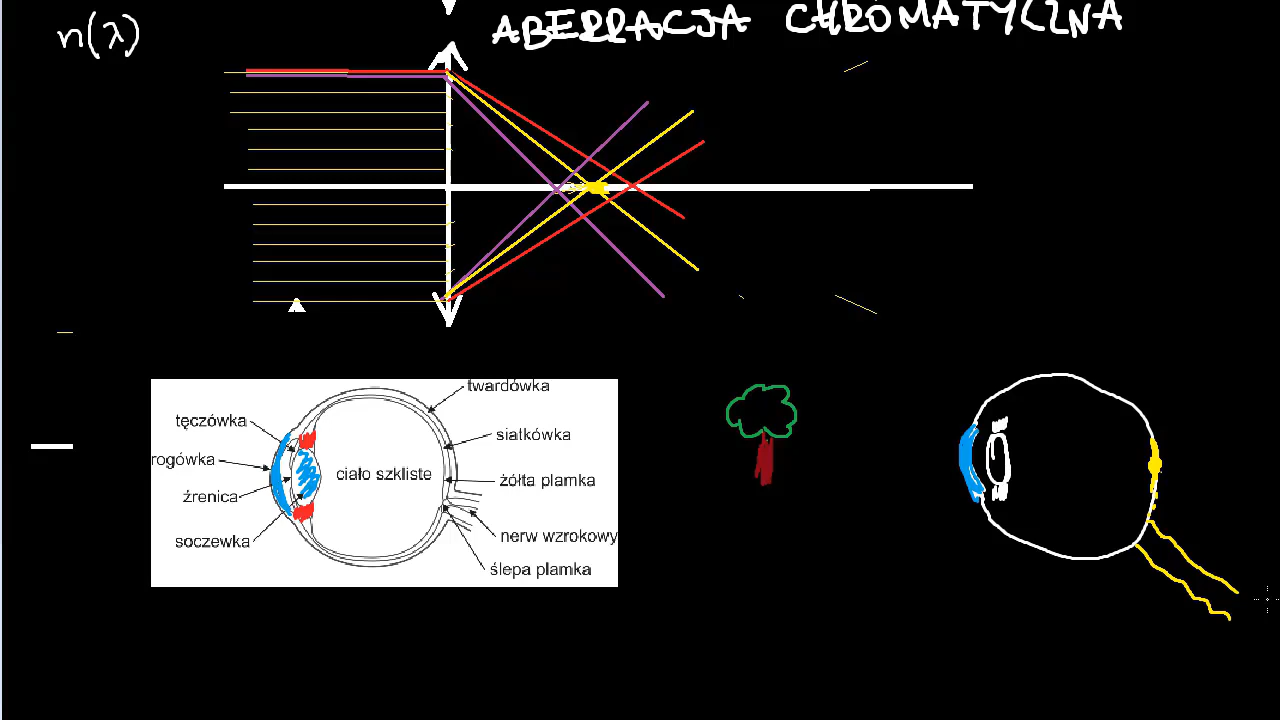 ABERRACJA CHROMATYCZNA
n(λ)
twardówka
tęczówka
siatkówka
rogówka
ciało szkliste
żółta plamka
źrenica
nerw wzrokowy
soczewka
ślepa plamka